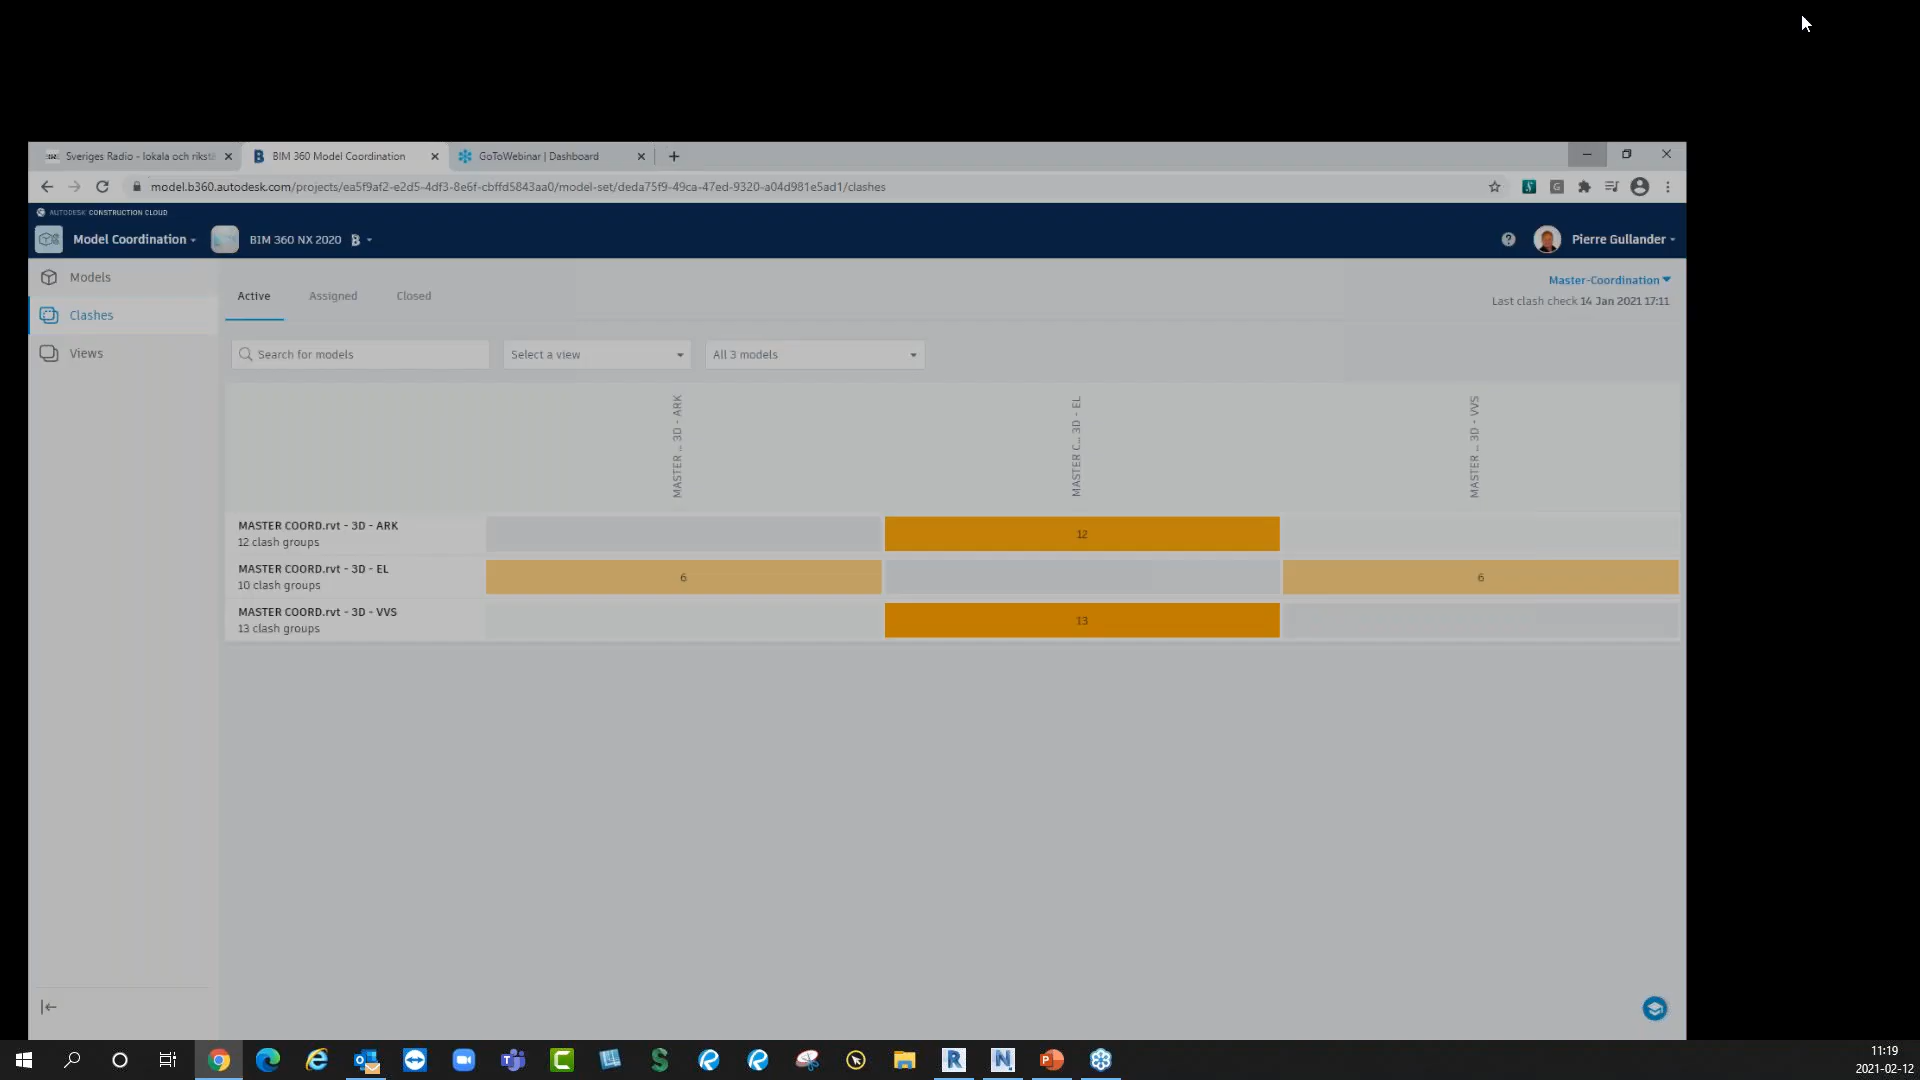 Sveriges Radio - lokala och rikstä
BIM 360 Model Coordination
GoToWebinar | Dashboard
model.b360.autodesk.com/projects/ea5f9af2-e2d5-4df3-8e6f-cbffd5843aa0/model-set/deda75f9-49ca-47ed-9320-a04d981e5ad1/clashes
AUTODESK CONSTRUCTION CLOUD
Model Coordination
BIM 360 NX 2020
Pierre Gullander
Models
Clashes
Views
Active
Assigned
Closed
Master-Coordination
Last clash check 14 Jan 2021 17:11
Search for models
Select a view
All 3 models
MASTER ... 3D - ARK
MASTER C... 3D - EL
MASTER ... 3D - VVS
MASTER COORD.rvt - 3D - ARK
12 clash groups
12
MASTER COORD.rvt - 3D - EL
10 clash groups
6
6
MASTER COORD.rvt - 3D - VVS
13 clash groups
13
11:19
2021-02-12